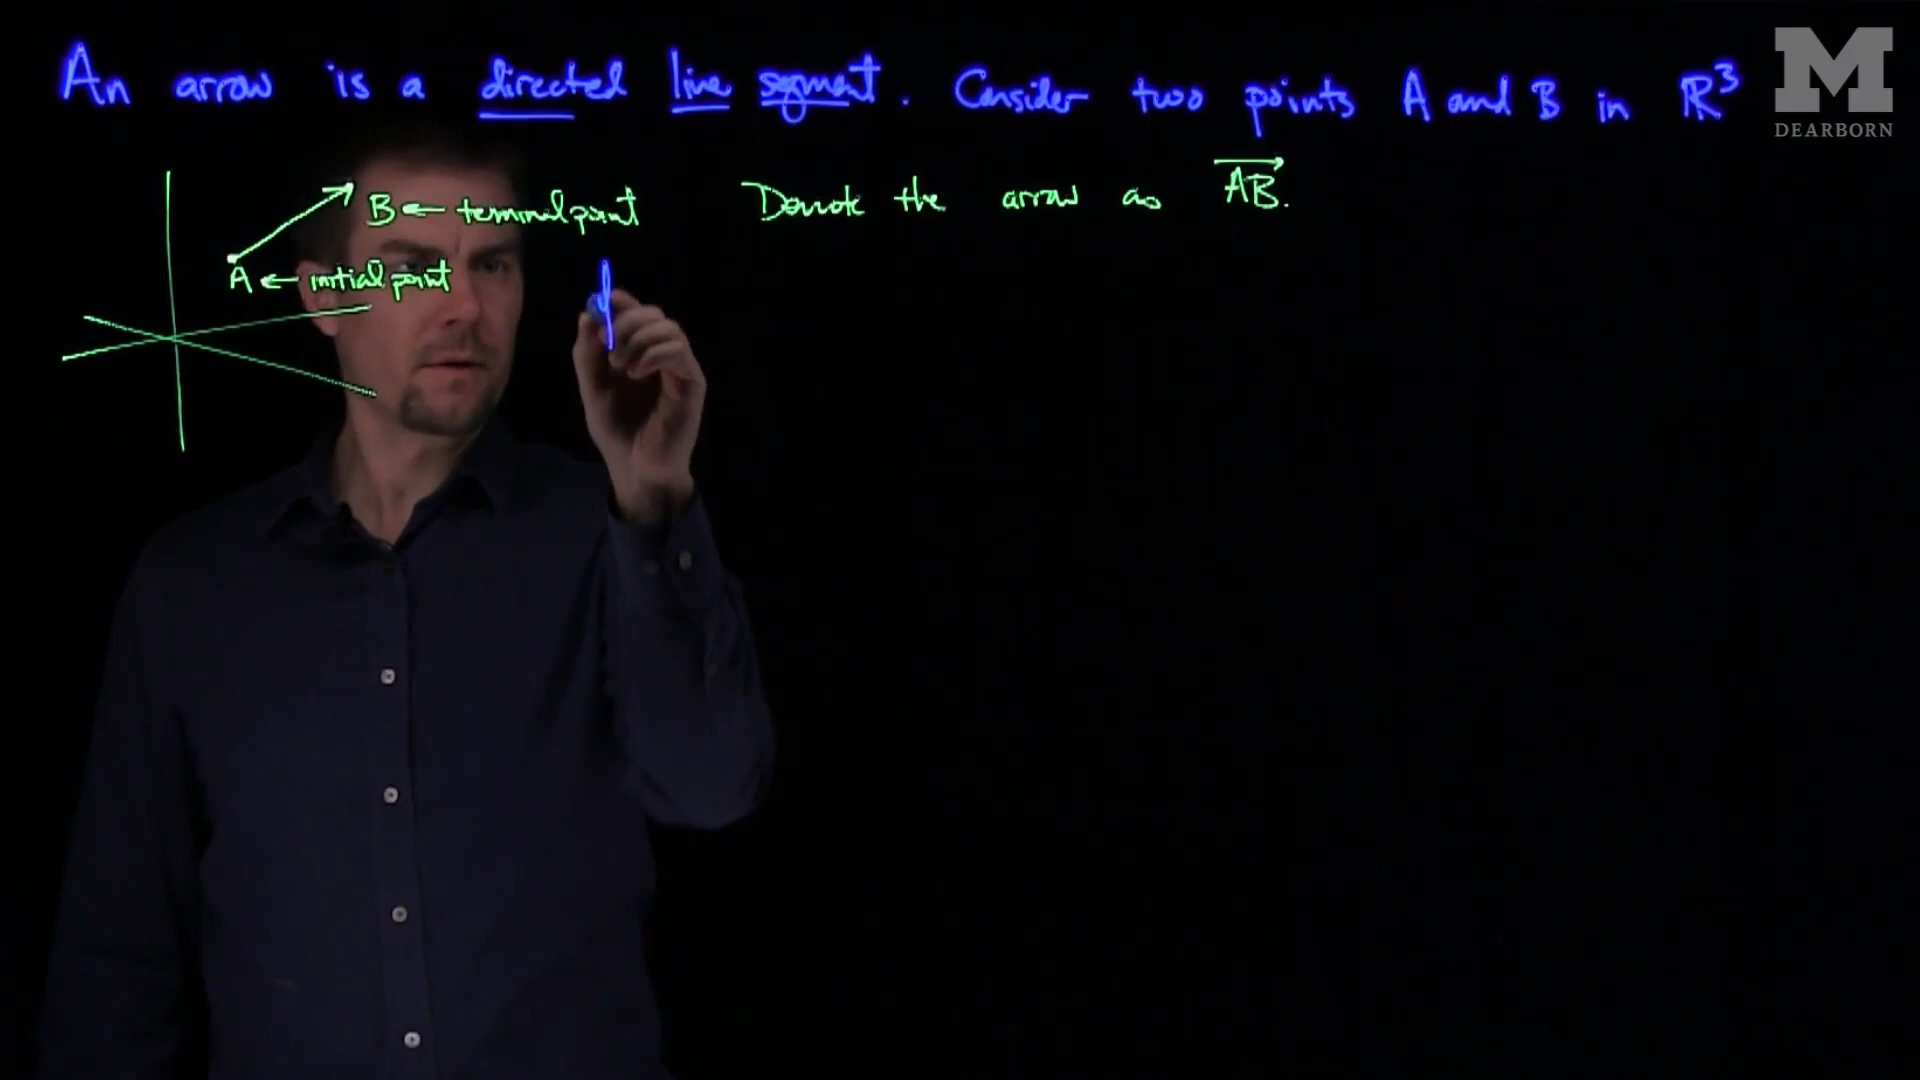 An arrow is a directed line segment. Consider two points A and B in ℝ³
M
DEARBORN
B ← terminal point
Denote the arrow as AB⃗.
A ← initial point